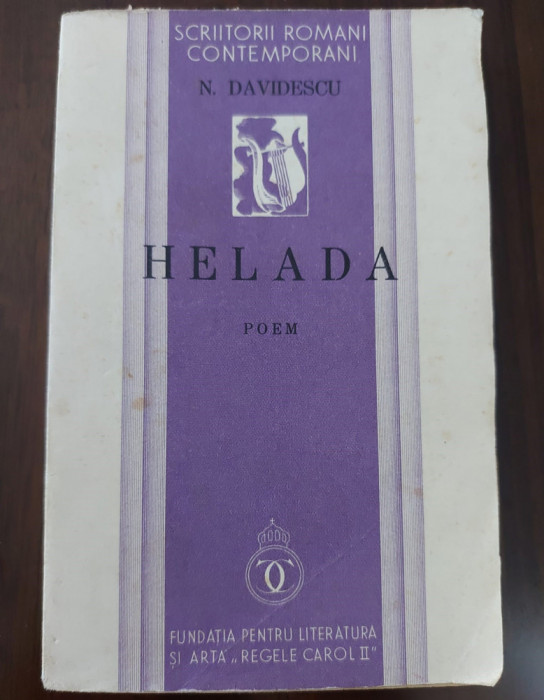 SCRIITORII ROMANI
CONTEMPORANI
N. DAVIDESCU
HELADA
POEM
FUNDAȚIA PENTRU LITERATURA
ȘI ARTA „REGELE CAROL II"